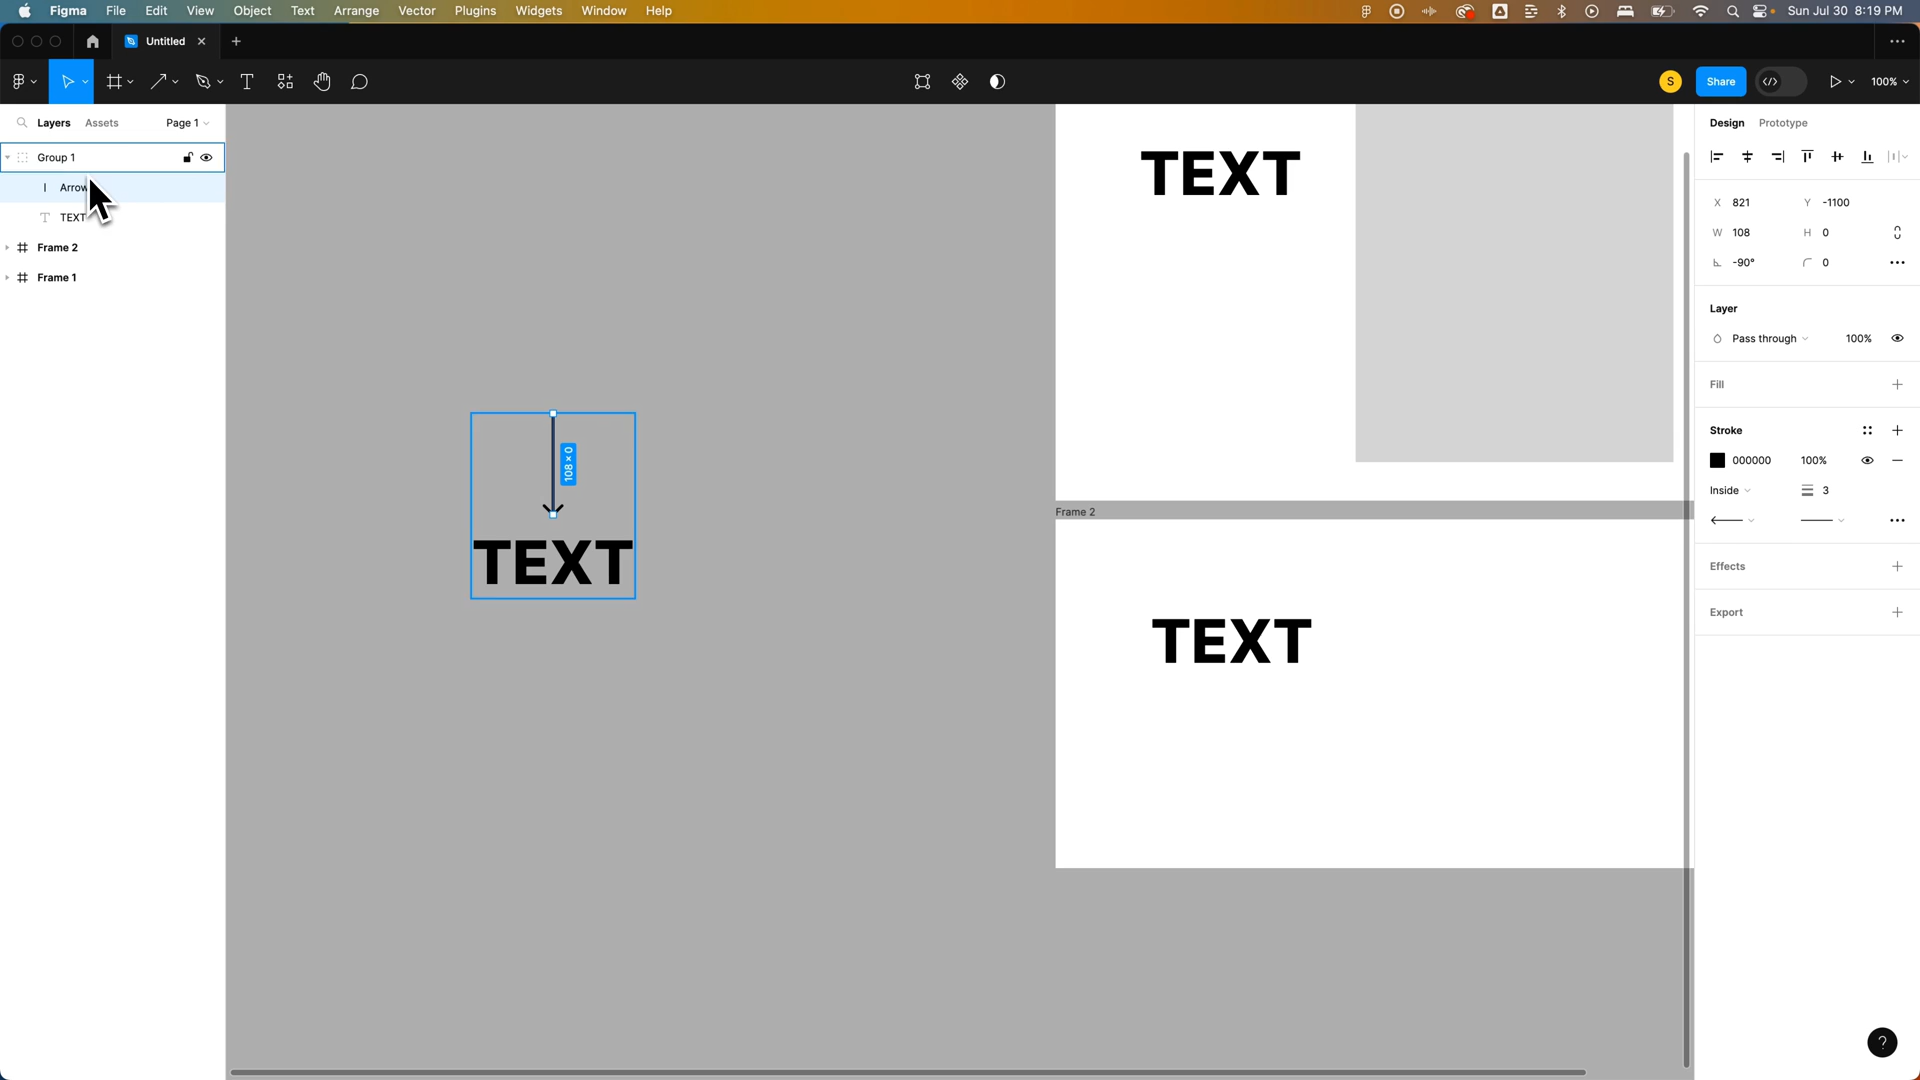 Figma File Edit View Object Text Arrange Vector Plugins Widgets Window Help Sun Jul 30 8:19 PM
Untitled
S Share 100%
Layers Assets Page 1
Group 1
Arrow
TEXT
Frame 2
Frame 1
TEXT
108 × 0
TEXT
Frame 2
TEXT
Design Prototype
X 821 Y -1100
W 108 H 0
-90° 0
Layer
Pass through 100%
Fill
Stroke
000000 100%
Inside 3
Effects
Export
?